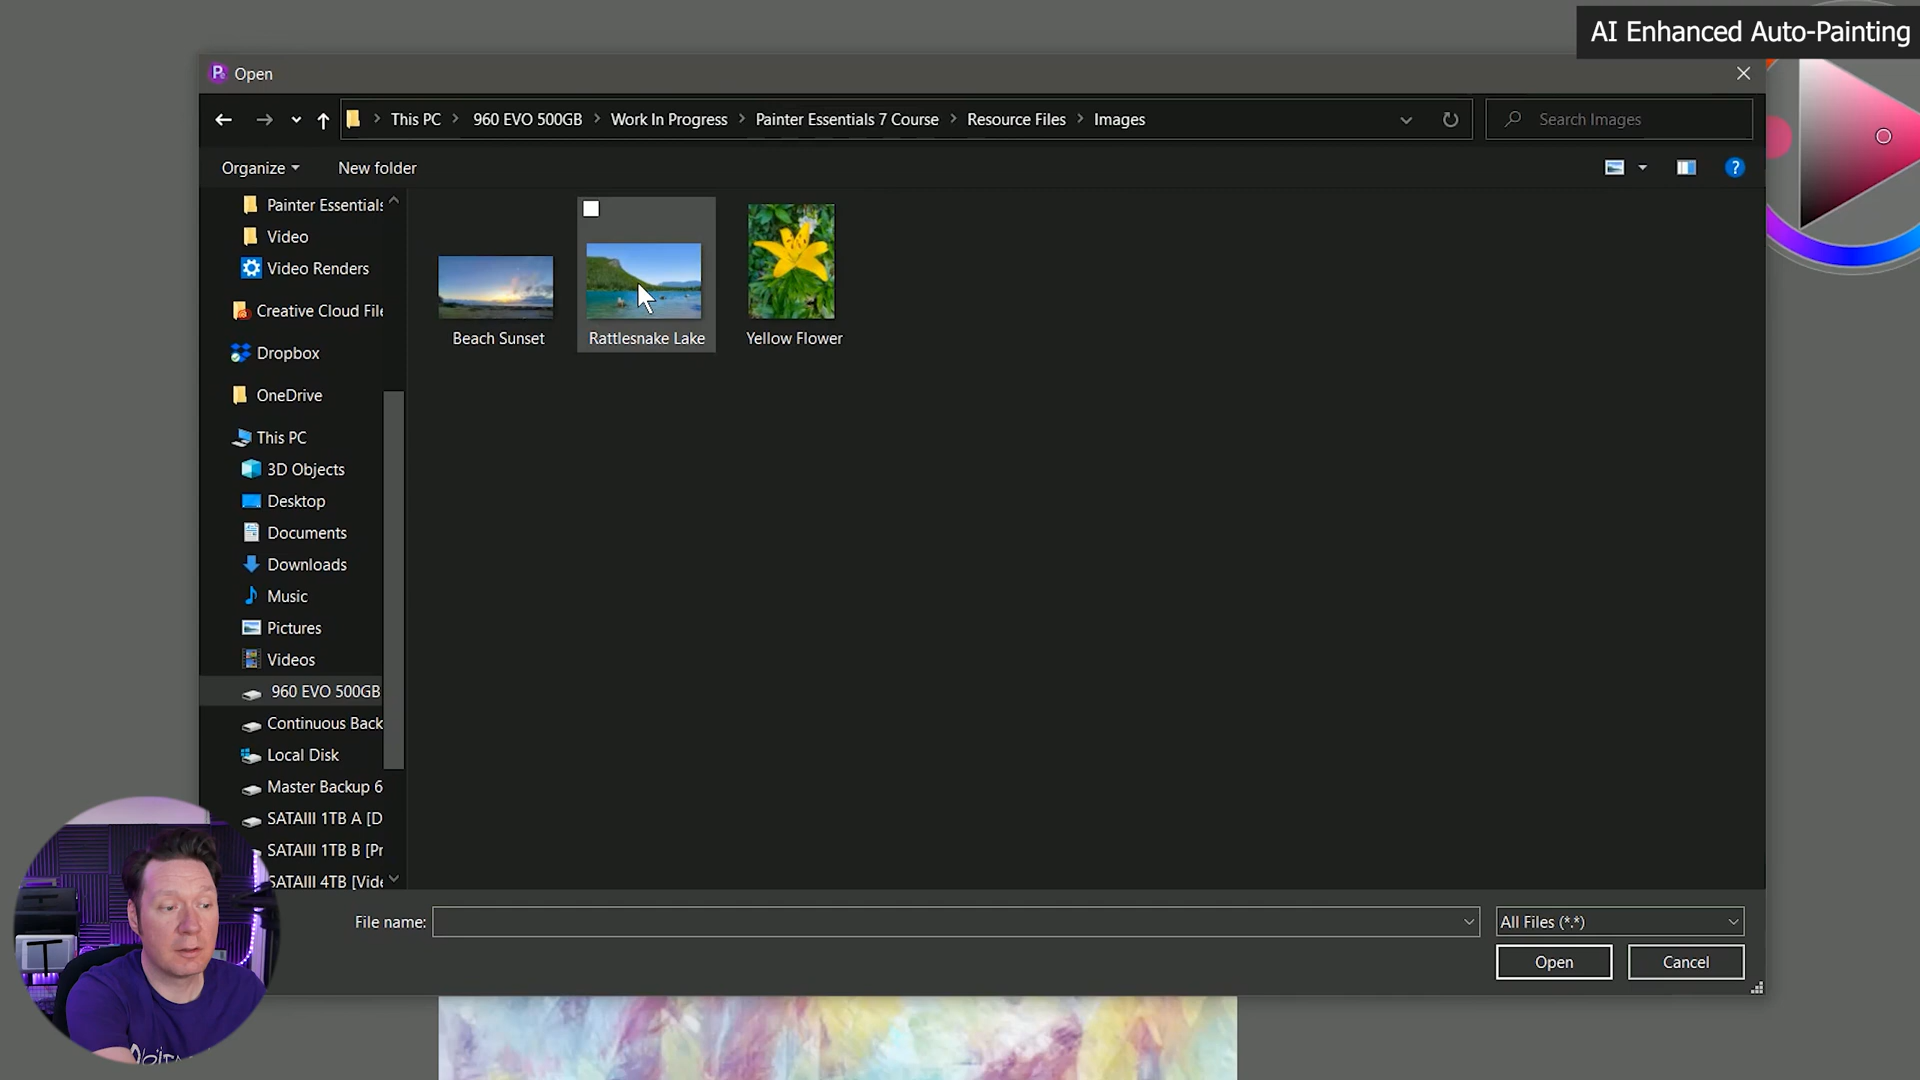 AI Enhanced Auto-Painting
Open
This PC > 960 EVO 500GB > Work In Progress > Painter Essentials 7 Course > Resource Files > Images
Search Images
Organize
New folder
Painter Essentials
Video
Video Renders
Creative Cloud File
Dropbox
OneDrive
This PC
3D Objects
Desktop
Documents
Downloads
Music
Pictures
Videos
960 EVO 500GB
Continuous Back
Local Disk
Master Backup 6
SATAIII 1TB A [D
SATAIII 1TB B [Pr
SATAIII 4TB [Vide
Beach Sunset
Rattlesnake Lake
Yellow Flower
File name:
All Files (*.*)
Open
Cancel